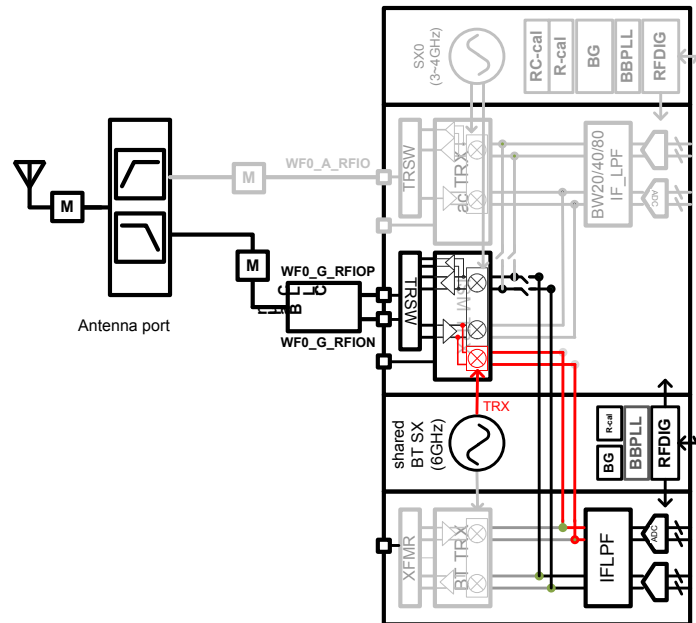 SX0
(3~4GHz)
RC-cal
R-cal
BG
BBPLL
RFDIG
M
WF0_A_RFIO
TRSW
ac TRX
BW20/40/80
IF_LPF
ADC
M
M
WF0_G_RFIOP
WF0_G_RFION
TRSW
Antenna port
TRX
shared
BT SX
(6GHz)
R-cal
BG
BBPLL
RFDIG
XFMR
BT TRX
IFLPF
ADC